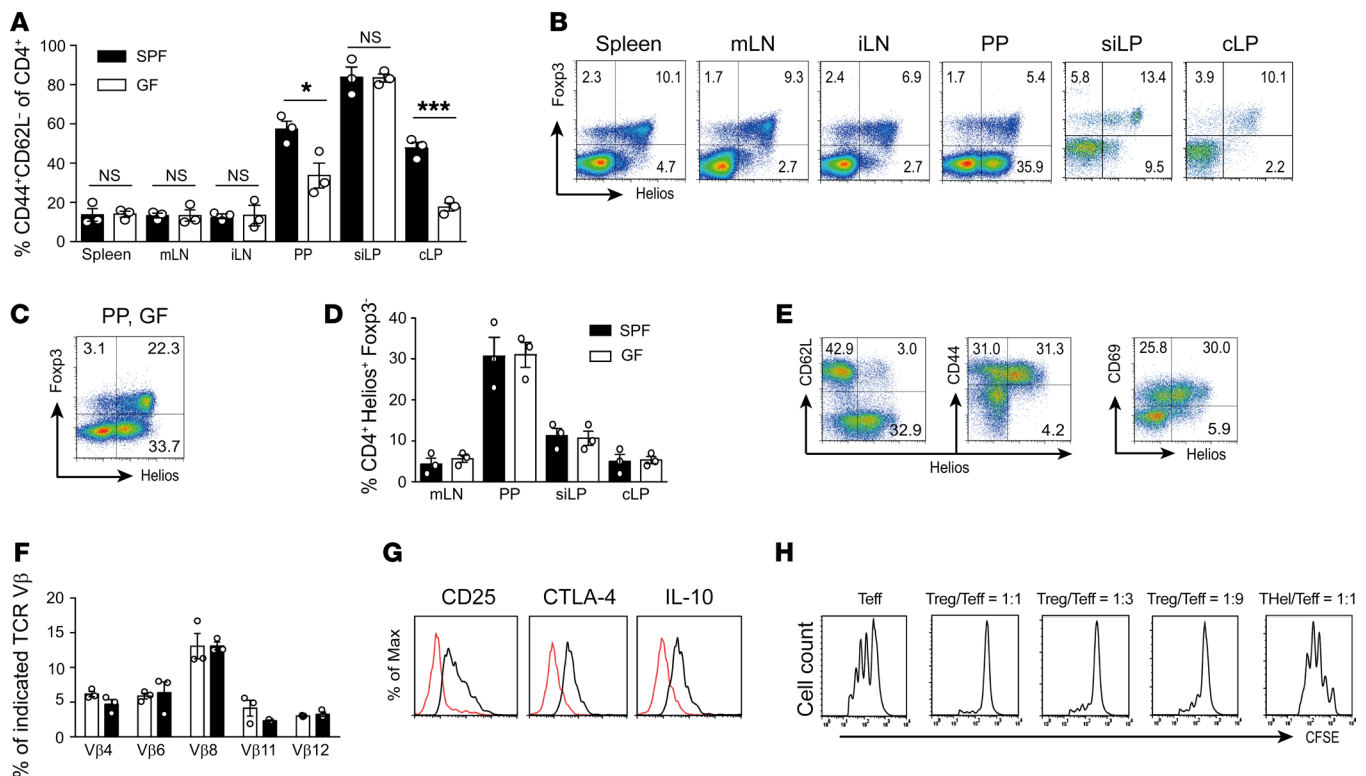 A
% CD44+CD62L- of CD4+
SPF
GF
100
80
60
40
20
0
NS
NS
NS
*
NS
***
Spleen
mLN
iLN
PP
siLP
cLP
B
Spleen
mLN
iLN
PP
siLP
cLP
Foxp3
2.3 10.1
4.7
1.7 9.3
2.7
2.4 6.9
2.7
1.7 5.4
35.9
5.8 13.4
9.5
3.9 10.1
2.2
Helios
C
PP, GF
Foxp3
3.1 22.3
33.7
Helios
D
% CD4+ Helios+ Foxp3-
40
30
20
10
0
SPF
GF
mLN
PP
siLP
cLP
E
CD62L
42.9 3.0
32.9
CD44
31.0 31.3
4.2
CD69
25.8 30.0
5.9
Helios
F
% of indicated TCR Vβ
20
15
10
5
0
Vβ4
Vβ6
Vβ8
Vβ11
Vβ12
G
CD25
CTLA-4
IL-10
% of Max
H
Teff
Treg/Teff = 1:1
Treg/Teff = 1:3
Treg/Teff = 1:9
THel/Teff = 1:1
Cell count
CFSE